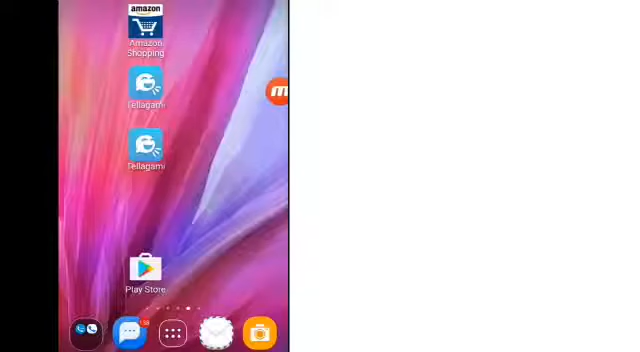 amazon
Amazon
Shopping
Tellagami
Tellagami
Play Store